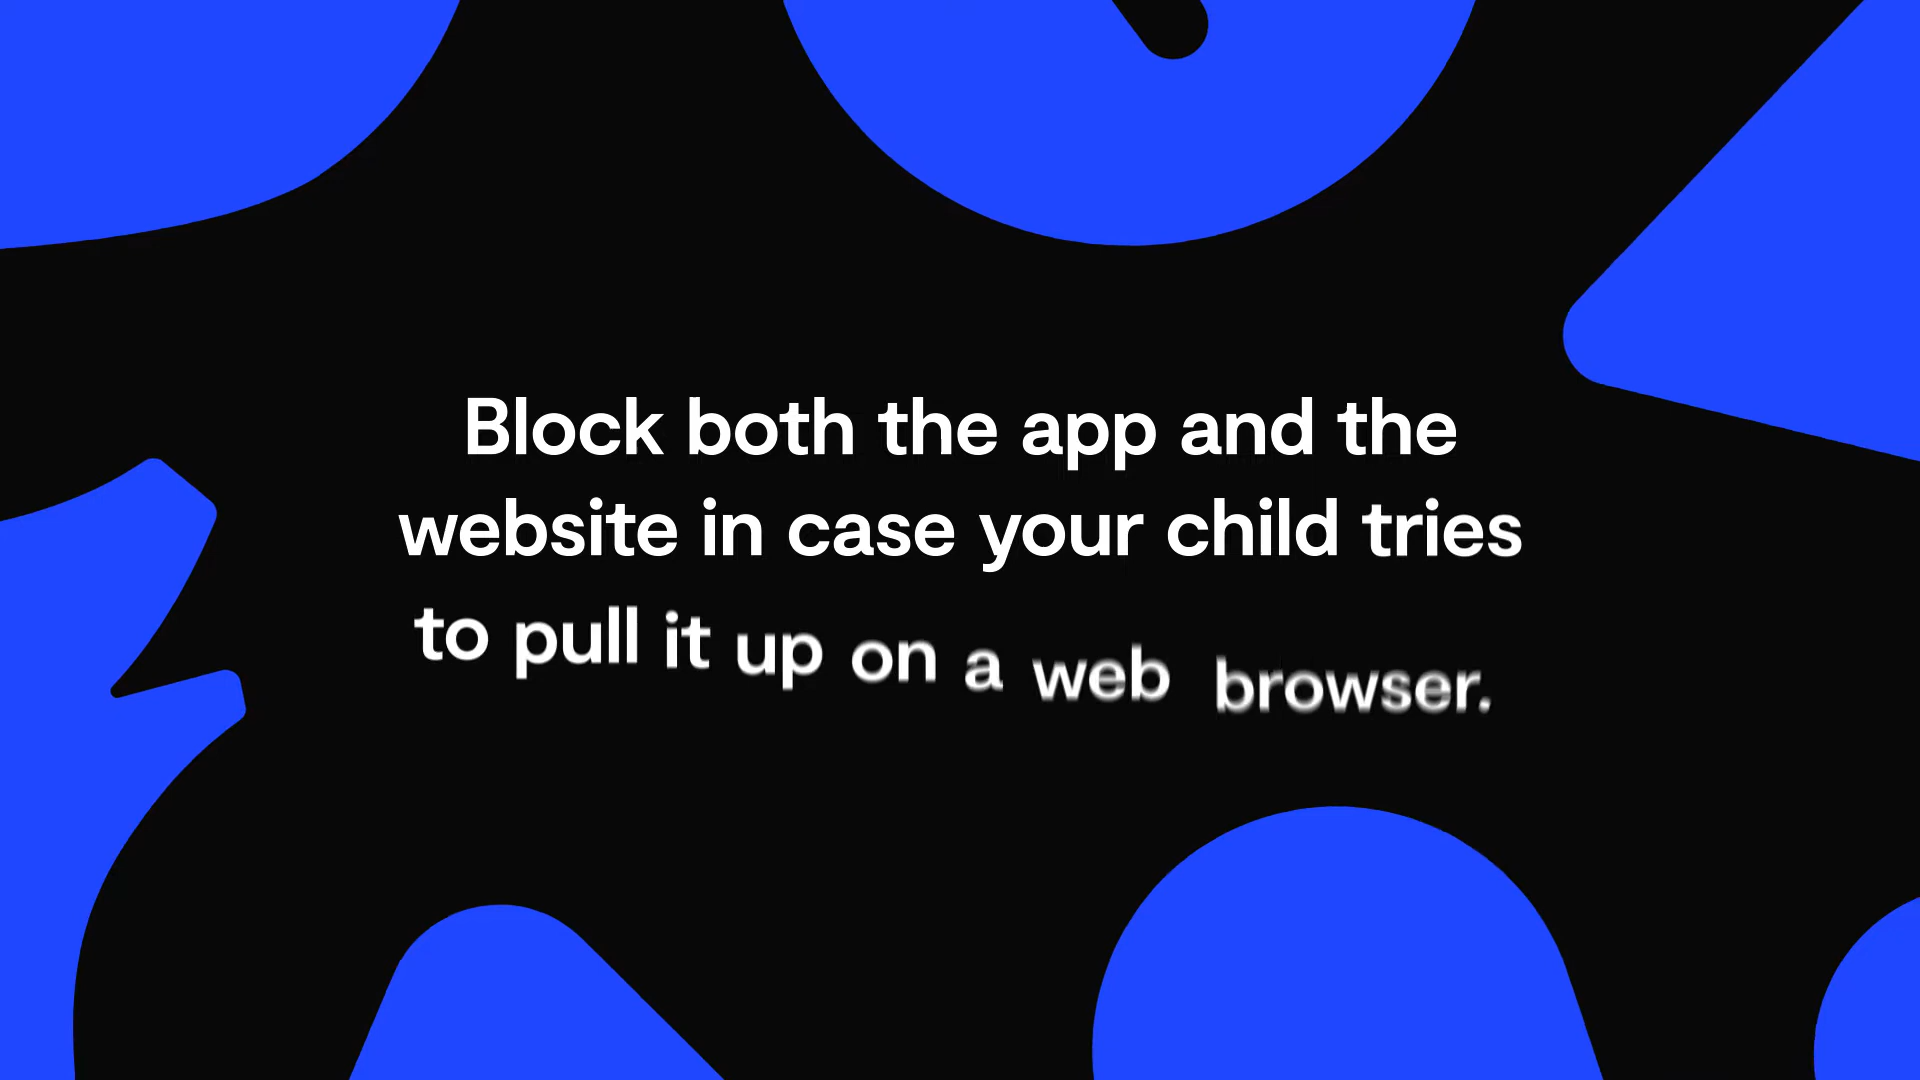 Block both the app and the
website in case your child tries
to pull it up on a web browser.